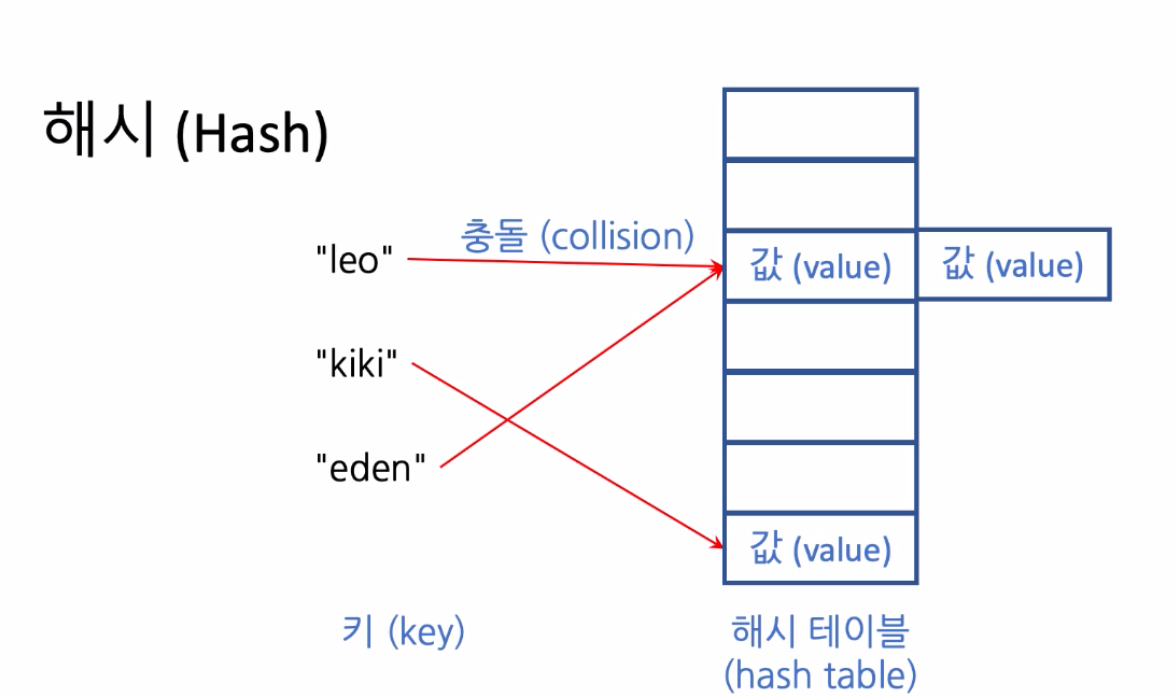 해시 (Hash)
충돌 (collision)
"leo"
값 (value)
값 (value)
"kiki"
"eden"
값 (value)
키 (key)
해시 테이블
(hash table)